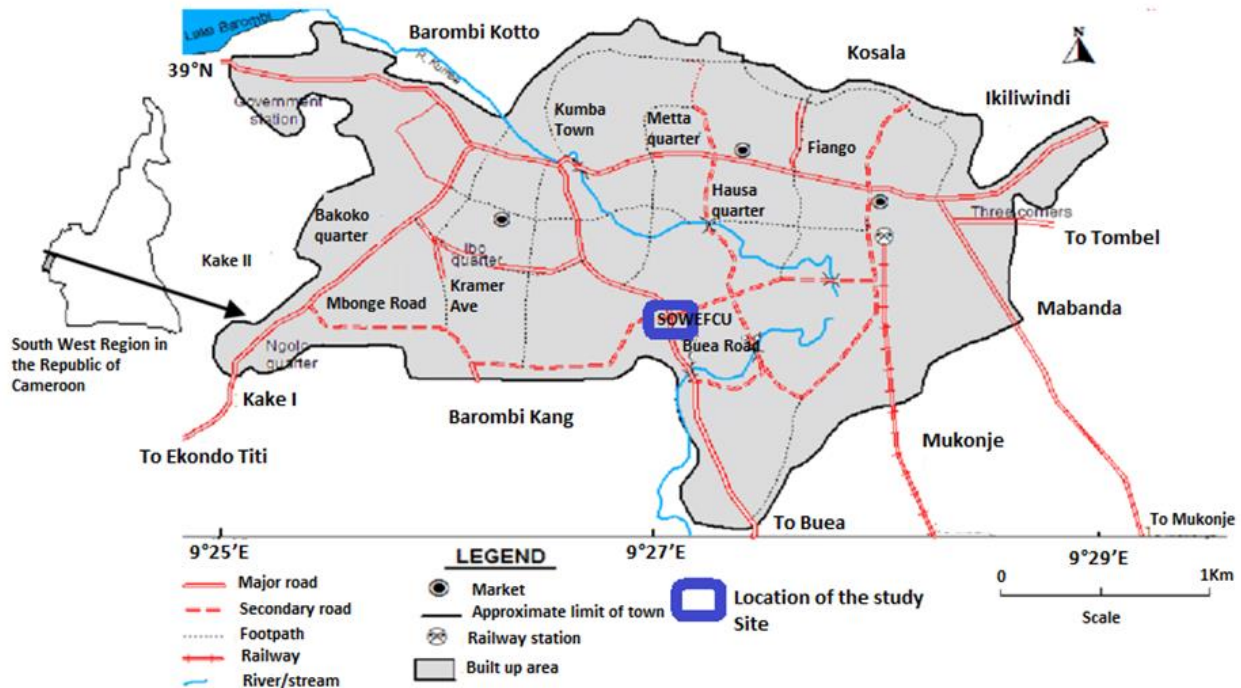 Lake Barombi
Barombi Kotto
Kosala
N
39°N
R. Kumba
Ikiliwindi
Government
station
Kumba
Town
Metta
quarter
Fiango
Hausa
quarter
Bakoko
quarter
Three corners
To Tombel
Kake II
Ibo
quarter
Kramer
Ave
Mbonge Road
Mabanda
SOWEFCU
Buea Road
South West Region in
the Republic of
Cameroon
Ngolo
quarter
Kake I
Barombi Kang
Mukonje
To Ekondo Titi
To Buea
To Mukonje
9°25'E
9°27'E
9°29'E
LEGEND
Major road
Secondary road
Footpath
Railway
River/stream
Market
Approximate limit of town
Railway station
Built up area
Location of the study
Site
0
1Km
Scale